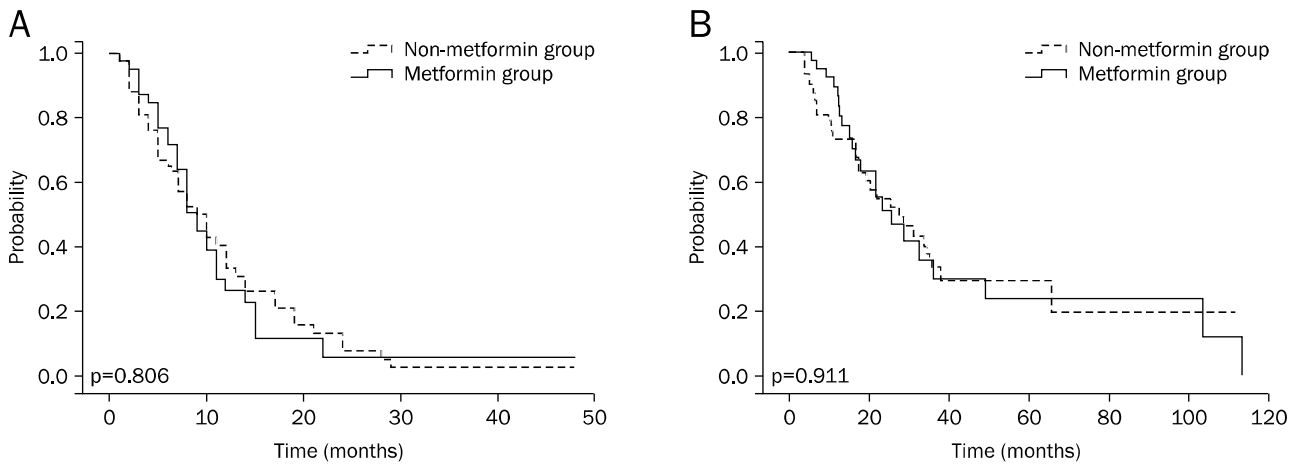 A
Non-metformin group
Metformin group
Probability
1.0
0.8
0.6
0.4
0.2
0.0
p=0.806
0 10 20 30 40 50
Time (months)
B
Non-metformin group
Metformin group
Probability
1.0
0.8
0.6
0.4
0.2
0.0
p=0.911
0 20 40 60 80 100 120
Time (months)